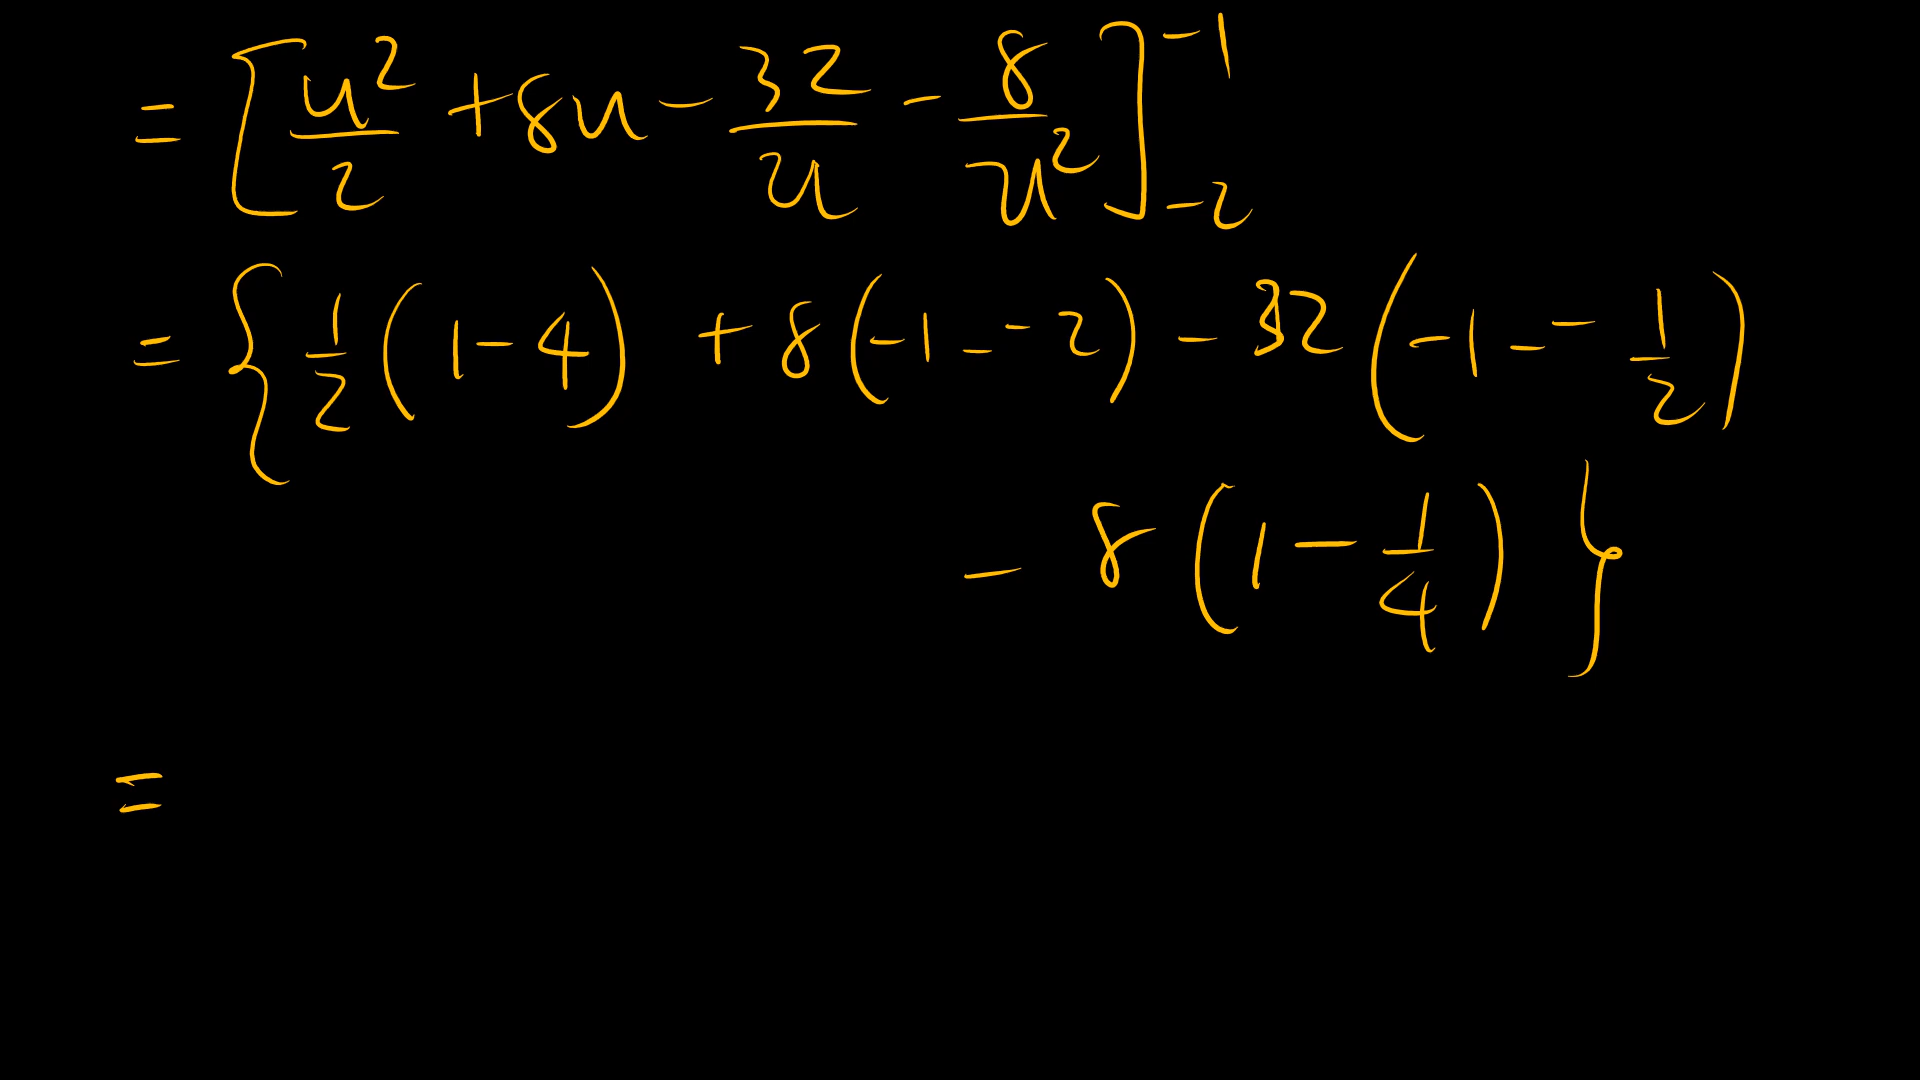 = [u²/2 + 8u - 32/u - 8/u²]₋₂⁻¹
= { 1/2 (1 - 4) + 8(-1 - -2) - 32(-1 - -1/2)
- 8(1 - 1/4) }
=